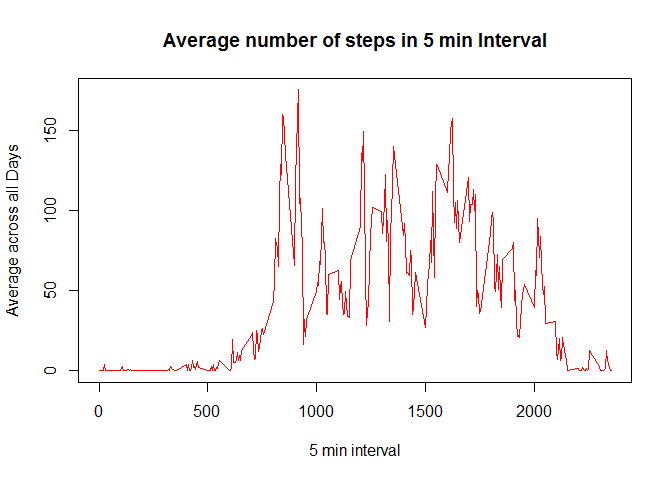 Average number of steps in 5 min Interval
Average across all Days
150
100
50
0
0 500 1000 1500 2000
5 min interval